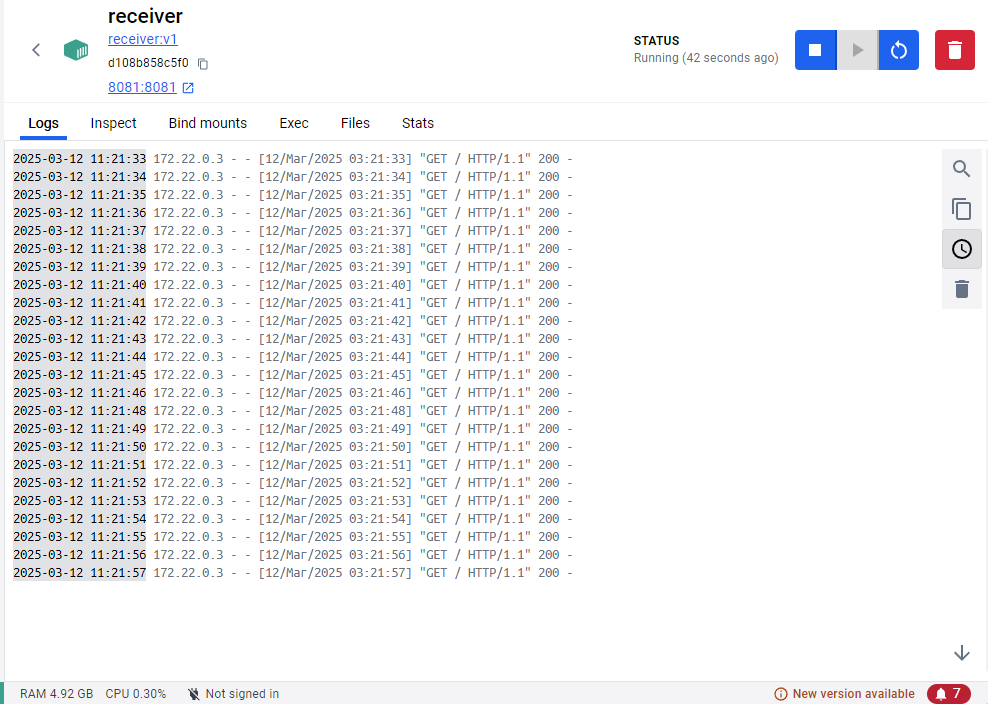 receiver
receiver:v1
d108b858c5f0
8081:8081
STATUS
Running (42 seconds ago)
Logs Inspect Bind mounts Exec Files Stats
2025-03-12 11:21:33 172.22.0.3 - - [12/Mar/2025 03:21:33] "GET / HTTP/1.1" 200 -
2025-03-12 11:21:34 172.22.0.3 - - [12/Mar/2025 03:21:34] "GET / HTTP/1.1" 200 -
2025-03-12 11:21:35 172.22.0.3 - - [12/Mar/2025 03:21:35] "GET / HTTP/1.1" 200 -
2025-03-12 11:21:36 172.22.0.3 - - [12/Mar/2025 03:21:36] "GET / HTTP/1.1" 200 -
2025-03-12 11:21:37 172.22.0.3 - - [12/Mar/2025 03:21:37] "GET / HTTP/1.1" 200 -
2025-03-12 11:21:38 172.22.0.3 - - [12/Mar/2025 03:21:38] "GET / HTTP/1.1" 200 -
2025-03-12 11:21:39 172.22.0.3 - - [12/Mar/2025 03:21:39] "GET / HTTP/1.1" 200 -
2025-03-12 11:21:40 172.22.0.3 - - [12/Mar/2025 03:21:40] "GET / HTTP/1.1" 200 -
2025-03-12 11:21:41 172.22.0.3 - - [12/Mar/2025 03:21:41] "GET / HTTP/1.1" 200 -
2025-03-12 11:21:42 172.22.0.3 - - [12/Mar/2025 03:21:42] "GET / HTTP/1.1" 200 -
2025-03-12 11:21:43 172.22.0.3 - - [12/Mar/2025 03:21:43] "GET / HTTP/1.1" 200 -
2025-03-12 11:21:44 172.22.0.3 - - [12/Mar/2025 03:21:44] "GET / HTTP/1.1" 200 -
2025-03-12 11:21:45 172.22.0.3 - - [12/Mar/2025 03:21:45] "GET / HTTP/1.1" 200 -
2025-03-12 11:21:46 172.22.0.3 - - [12/Mar/2025 03:21:46] "GET / HTTP/1.1" 200 -
2025-03-12 11:21:48 172.22.0.3 - - [12/Mar/2025 03:21:48] "GET / HTTP/1.1" 200 -
2025-03-12 11:21:49 172.22.0.3 - - [12/Mar/2025 03:21:49] "GET / HTTP/1.1" 200 -
2025-03-12 11:21:50 172.22.0.3 - - [12/Mar/2025 03:21:50] "GET / HTTP/1.1" 200 -
2025-03-12 11:21:51 172.22.0.3 - - [12/Mar/2025 03:21:51] "GET / HTTP/1.1" 200 -
2025-03-12 11:21:52 172.22.0.3 - - [12/Mar/2025 03:21:52] "GET / HTTP/1.1" 200 -
2025-03-12 11:21:53 172.22.0.3 - - [12/Mar/2025 03:21:53] "GET / HTTP/1.1" 200 -
2025-03-12 11:21:54 172.22.0.3 - - [12/Mar/2025 03:21:54] "GET / HTTP/1.1" 200 -
2025-03-12 11:21:55 172.22.0.3 - - [12/Mar/2025 03:21:55] "GET / HTTP/1.1" 200 -
2025-03-12 11:21:56 172.22.0.3 - - [12/Mar/2025 03:21:56] "GET / HTTP/1.1" 200 -
2025-03-12 11:21:57 172.22.0.3 - - [12/Mar/2025 03:21:57] "GET / HTTP/1.1" 200 -
RAM 4.92 GB CPU 0.30% Not signed in New version available 7